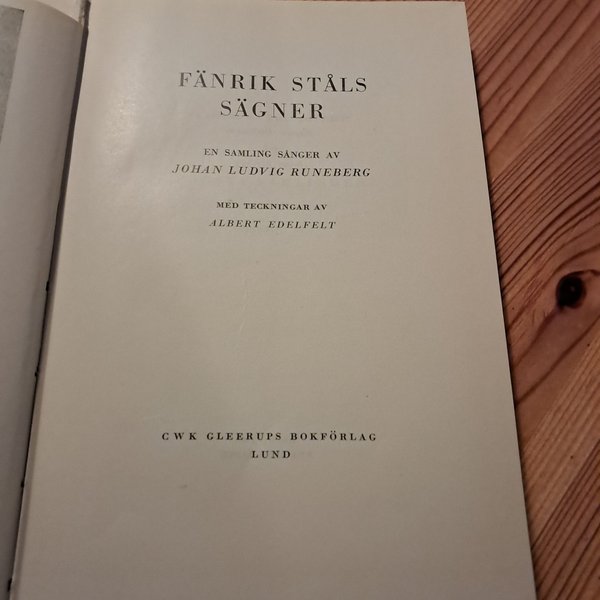 FÄNRIK STÅLS
SÄGNER
EN SAMLING SÅNGER AV
JOHAN LUDVIG RUNEBERG
MED TECKNINGAR AV
ALBERT EDELFELT
CWK GLEERUPS BOKFÖRLAG
LUND